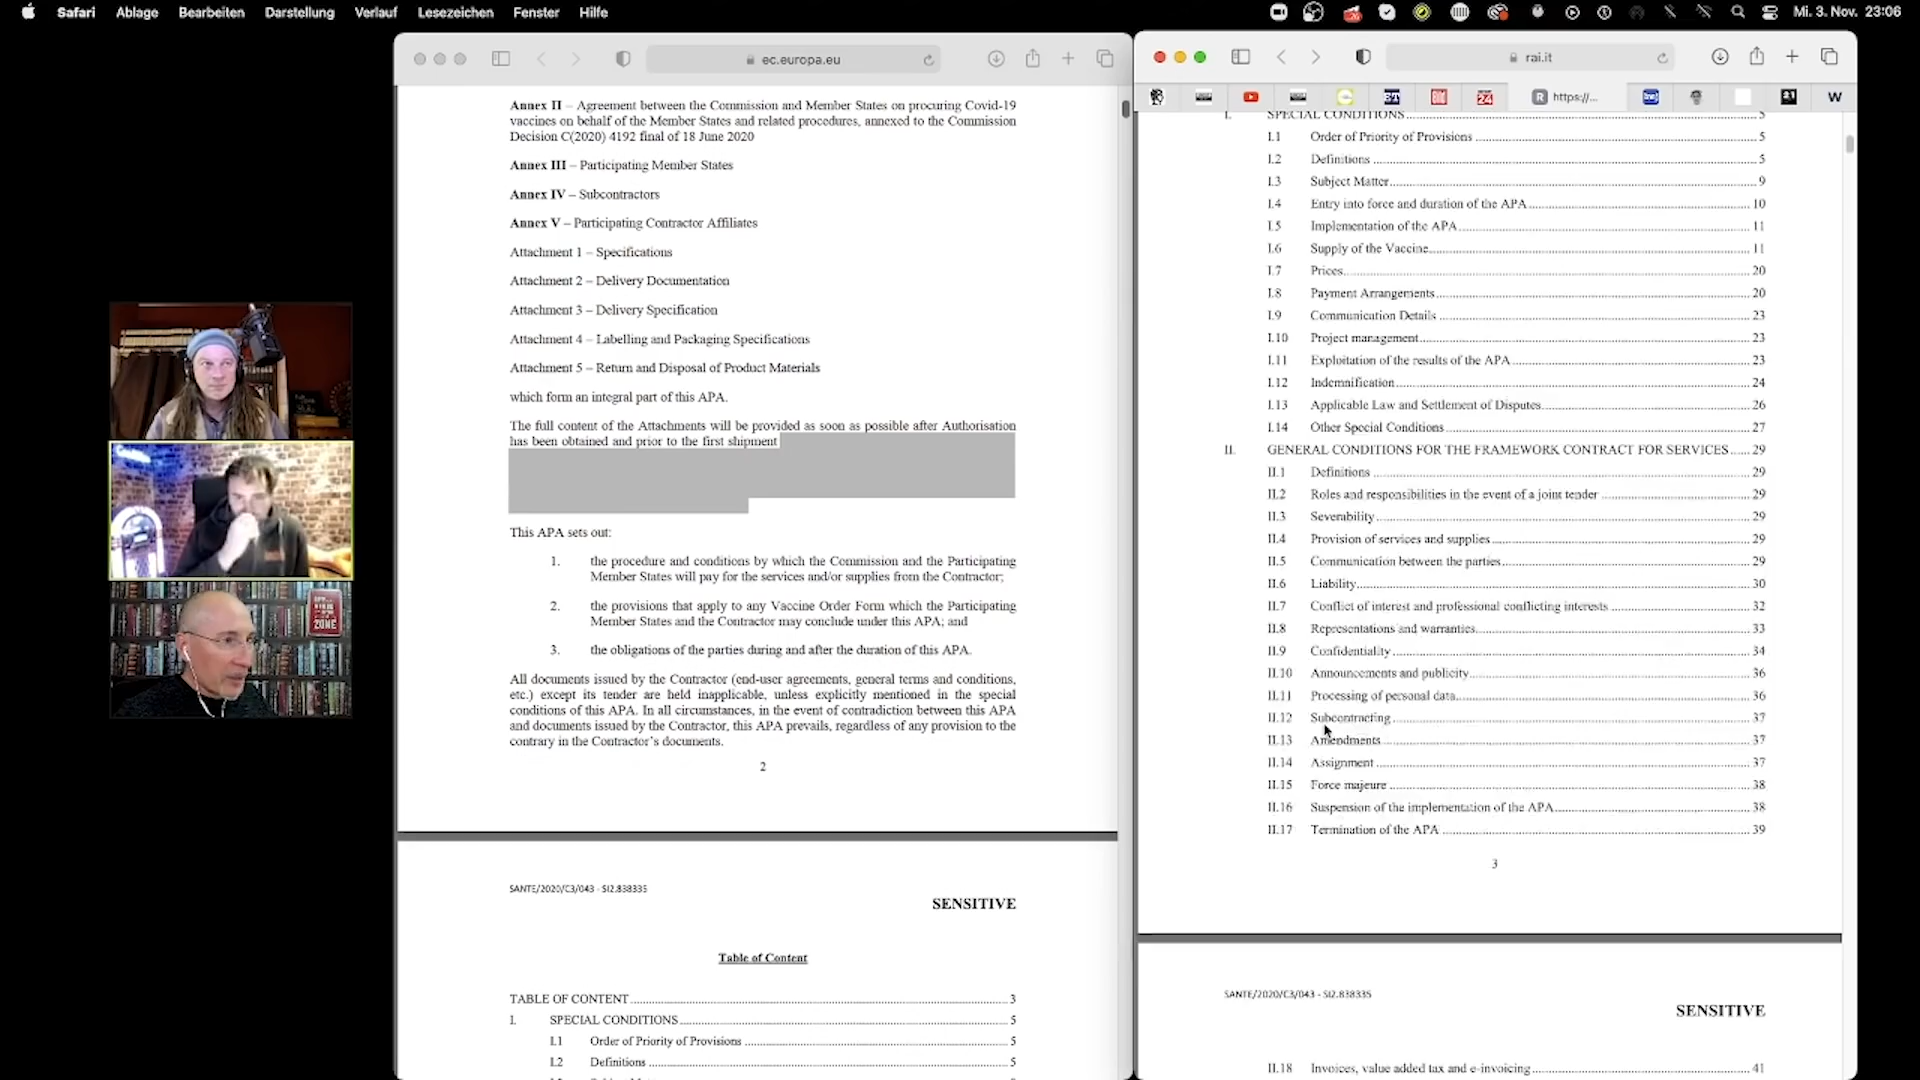 Safari Ablage Bearbeiten Darstellung Verlauf Lesezeichen Fenster Hilfe
Mi. 3. Nov. 23:06
ec.europa.eu
Annex II – Agreement between the Commission and Member States on procuring Covid-19
vaccines on behalf of the Member States and related procedures, annexed to the Commission
Decision C(2020) 4192 final of 18 June 2020
Annex III – Participating Member States
Annex IV – Subcontractors
Annex V – Participating Contractor Affiliates
Attachment 1 – Specifications
Attachment 2 – Delivery Documentation
Attachment 3 – Delivery Specification
Attachment 4 – Labelling and Packaging Specifications
Attachment 5 – Return and Disposal of Product Materials
which form an integral part of this APA.
The full content of the Attachments will be provided as soon as possible after Authorisation
has been obtained and prior to the first shipment
This APA sets out:
1. the procedure and conditions by which the Commission and the Participating
Member States will pay for the services and/or supplies from the Contractor;
2. the provisions that apply to any Vaccine Order Form which the Participating
Member States and the Contractor may conclude under this APA; and
3. the obligations of the parties during and after the duration of this APA.
All documents issued by the Contractor (end-user agreements, general terms and conditions,
etc.) except its tender are held inapplicable, unless explicitly mentioned in the special
conditions of this APA. In all circumstances, in the event of contradiction between this APA
and documents issued by the Contractor, this APA prevails, regardless of any provision to the
contrary in the Contractor's documents.
2
SANTE/2020/C3/043 - SI2.838335
SENSITIVE
Table of Content
TABLE OF CONTENT 3
I. SPECIAL CONDITIONS 5
I.1 Order of Priority of Provisions 5
I.2 Definitions 5
rai.it
https://...
I. SPECIAL CONDITIONS 5
I.1 Order of Priority of Provisions 5
I.2 Definitions 5
I.3 Subject Matter 9
I.4 Entry into force and duration of the APA 10
I.5 Implementation of the APA 11
I.6 Supply of the Vaccine 11
I.7 Prices 20
I.8 Payment Arrangements 20
I.9 Communication Details 23
I.10 Project management 23
I.11 Exploitation of the results of the APA 23
I.12 Indemnification 24
I.13 Applicable Law and Settlement of Disputes 26
I.14 Other Special Conditions 27
II. GENERAL CONDITIONS FOR THE FRAMEWORK CONTRACT FOR SERVICES 29
II.1 Definitions 29
II.2 Roles and responsibilities in the event of a joint tender 29
II.3 Severability 29
II.4 Provision of services and supplies 29
II.5 Communication between the parties 29
II.6 Liability 30
II.7 Conflict of interest and professional conflicting interests 32
II.8 Representations and warranties 33
II.9 Confidentiality 34
II.10 Announcements and publicity 36
II.11 Processing of personal data 36
II.12 Subcontracting 37
II.13 Amendments 37
II.14 Assignment 37
II.15 Force majeure 38
II.16 Suspension of the implementation of the APA 38
II.17 Termination of the APA 39
3
SANTE/2020/C3/043 - SI2.838335
SENSITIVE
II.18 Invoices, value added tax and e-invoicing 41